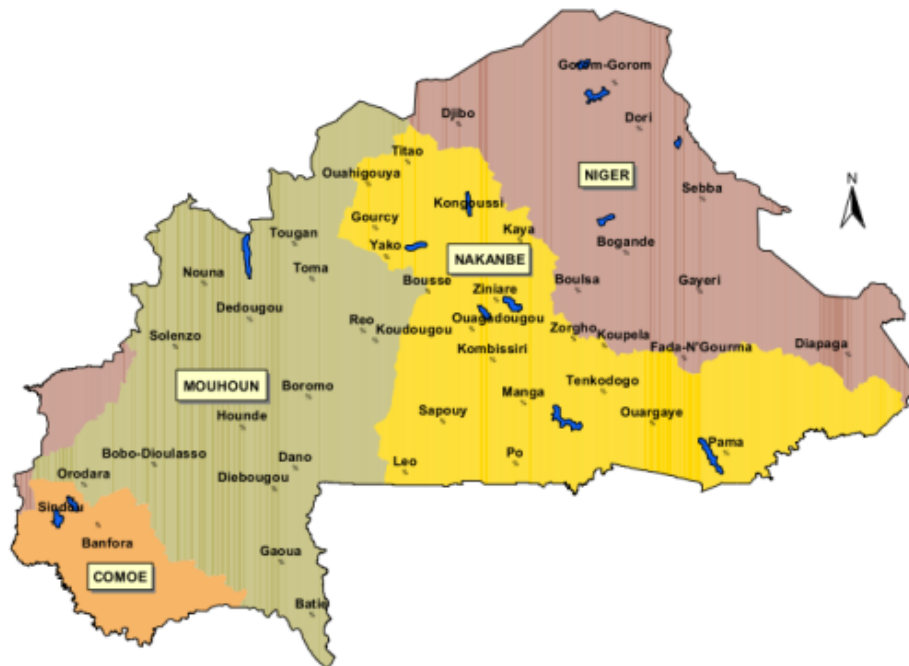 Gorom-Gorom
Djibo
Dori
N
Titao
Ouahigouya
NIGER
Sebba
Kongoussi
Gourcy
Kaya
Tougan
Yako
NAKANBE
Bogande
Nouna
Toma
Bousse
Ziniare
Boulsa
Gayeri
Dedougou
Reo
Ouagadougou
Solenzo
Koudougou
Zorgho
Koupela
Diapaga
Kombissiri
Fada-N'Gourma
MOUHOUN
Boromo
Manga
Tenkodogo
Hounde
Sapouy
Ouargaye
Pama
Bobo-Dioulasso
Po
Orodara
Dano
Leo
Diebougou
Sindou
Banfora
Gaoua
COMOE
Batie